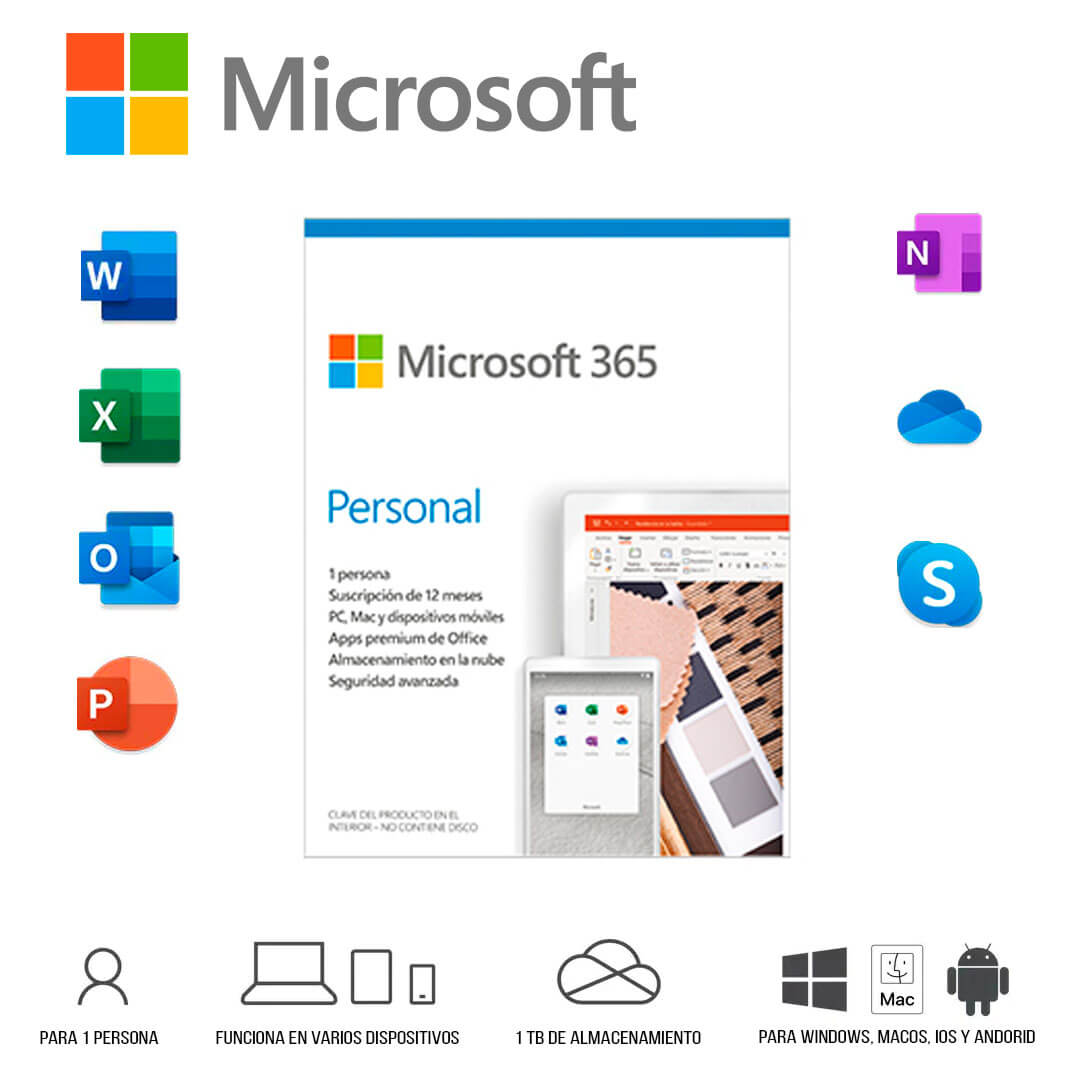 Microsoft
W
N
Microsoft 365
X
Personal
O
S
1 persona
Suscripción de 12 meses
PC, Mac y dispositivos móviles
Apps premium de Office
Almacenamiento en la nube
Seguridad avanzada
P
CLAVE DEL PRODUCTO EN EL
INTERIOR – NO CONTIENE DISCO
Mac
PARA 1 PERSONA
FUNCIONA EN VARIOS DISPOSITIVOS
1 TB DE ALMACENAMIENTO
PARA WINDOWS, MACOS, IOS Y ANDORID